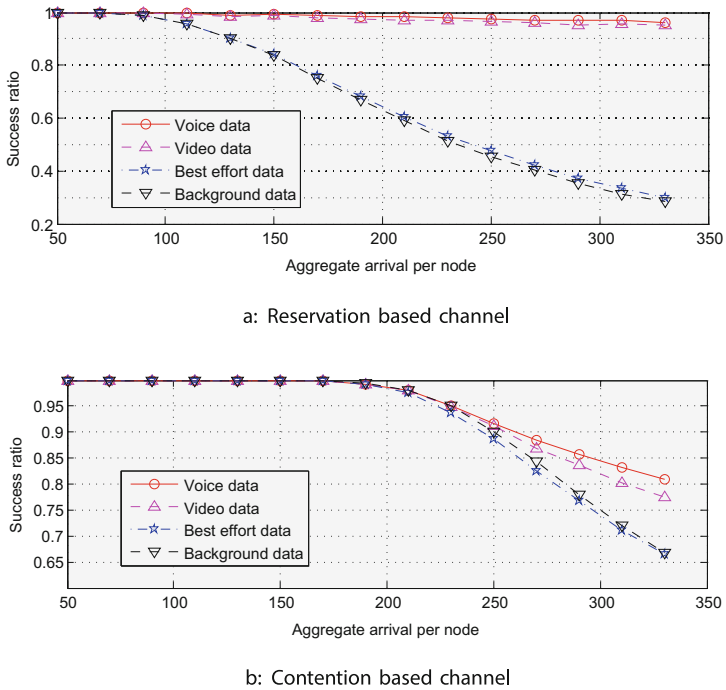 1
0.8
0.6
0.4
0.2
Success ratio
Voice data
Video data
Best effort data
Background data
50 100 150 200 250 300 350
Aggregate arrival per node
a: Reservation based channel
0.95
0.9
0.85
0.8
0.75
0.7
0.65
Success ratio
Voice data
Video data
Best effort data
Background data
50 100 150 200 250 300 350
Aggregate arrival per node
b: Contention based channel